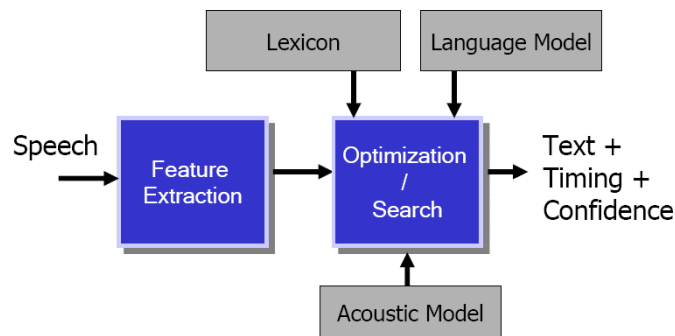 Lexicon
Language Model
Speech
Feature
Extraction
Optimization
/
Search
Text +
Timing +
Confidence
Acoustic Model